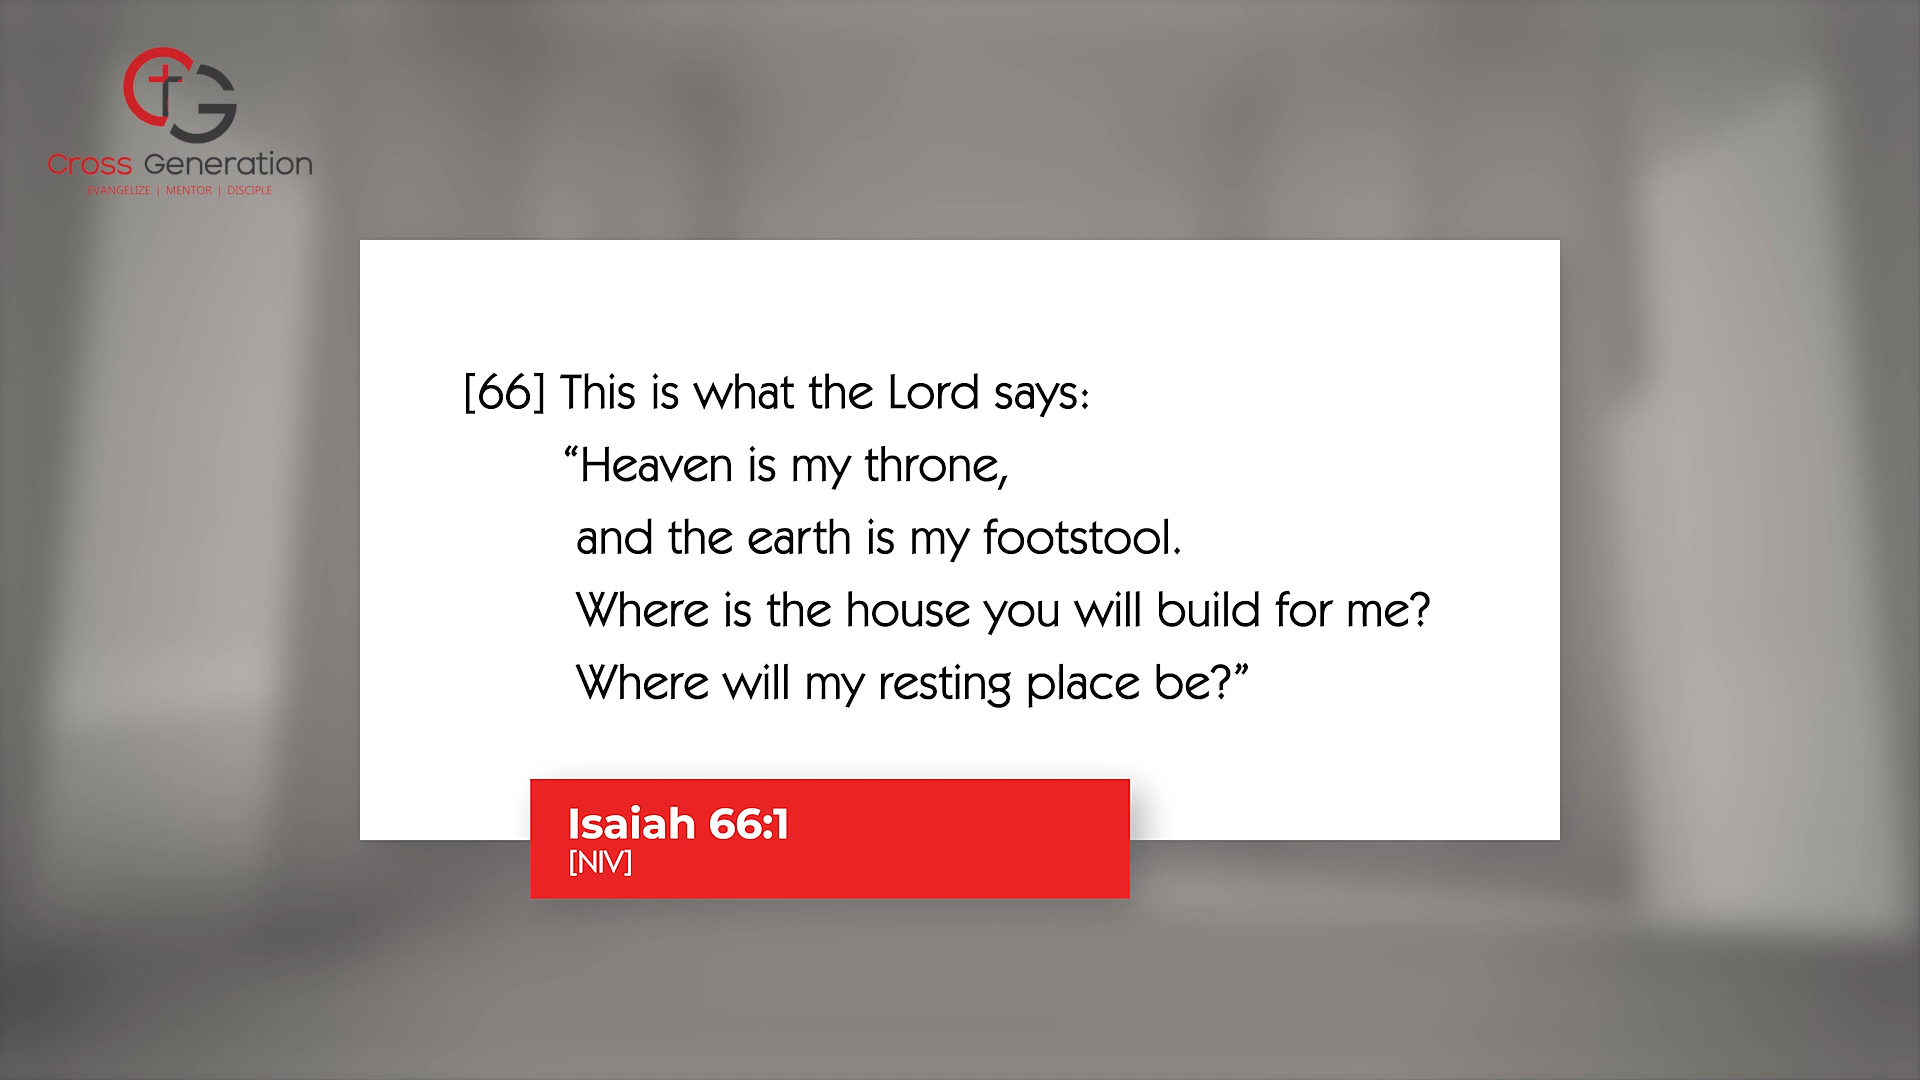 Cross Generation
EVANGELIZE | MENTOR | DISCIPLE
[66] This is what the Lord says:
“Heaven is my throne,
and the earth is my footstool.
Where is the house you will build for me?
Where will my resting place be?”
Isaiah 66:1
[NIV]